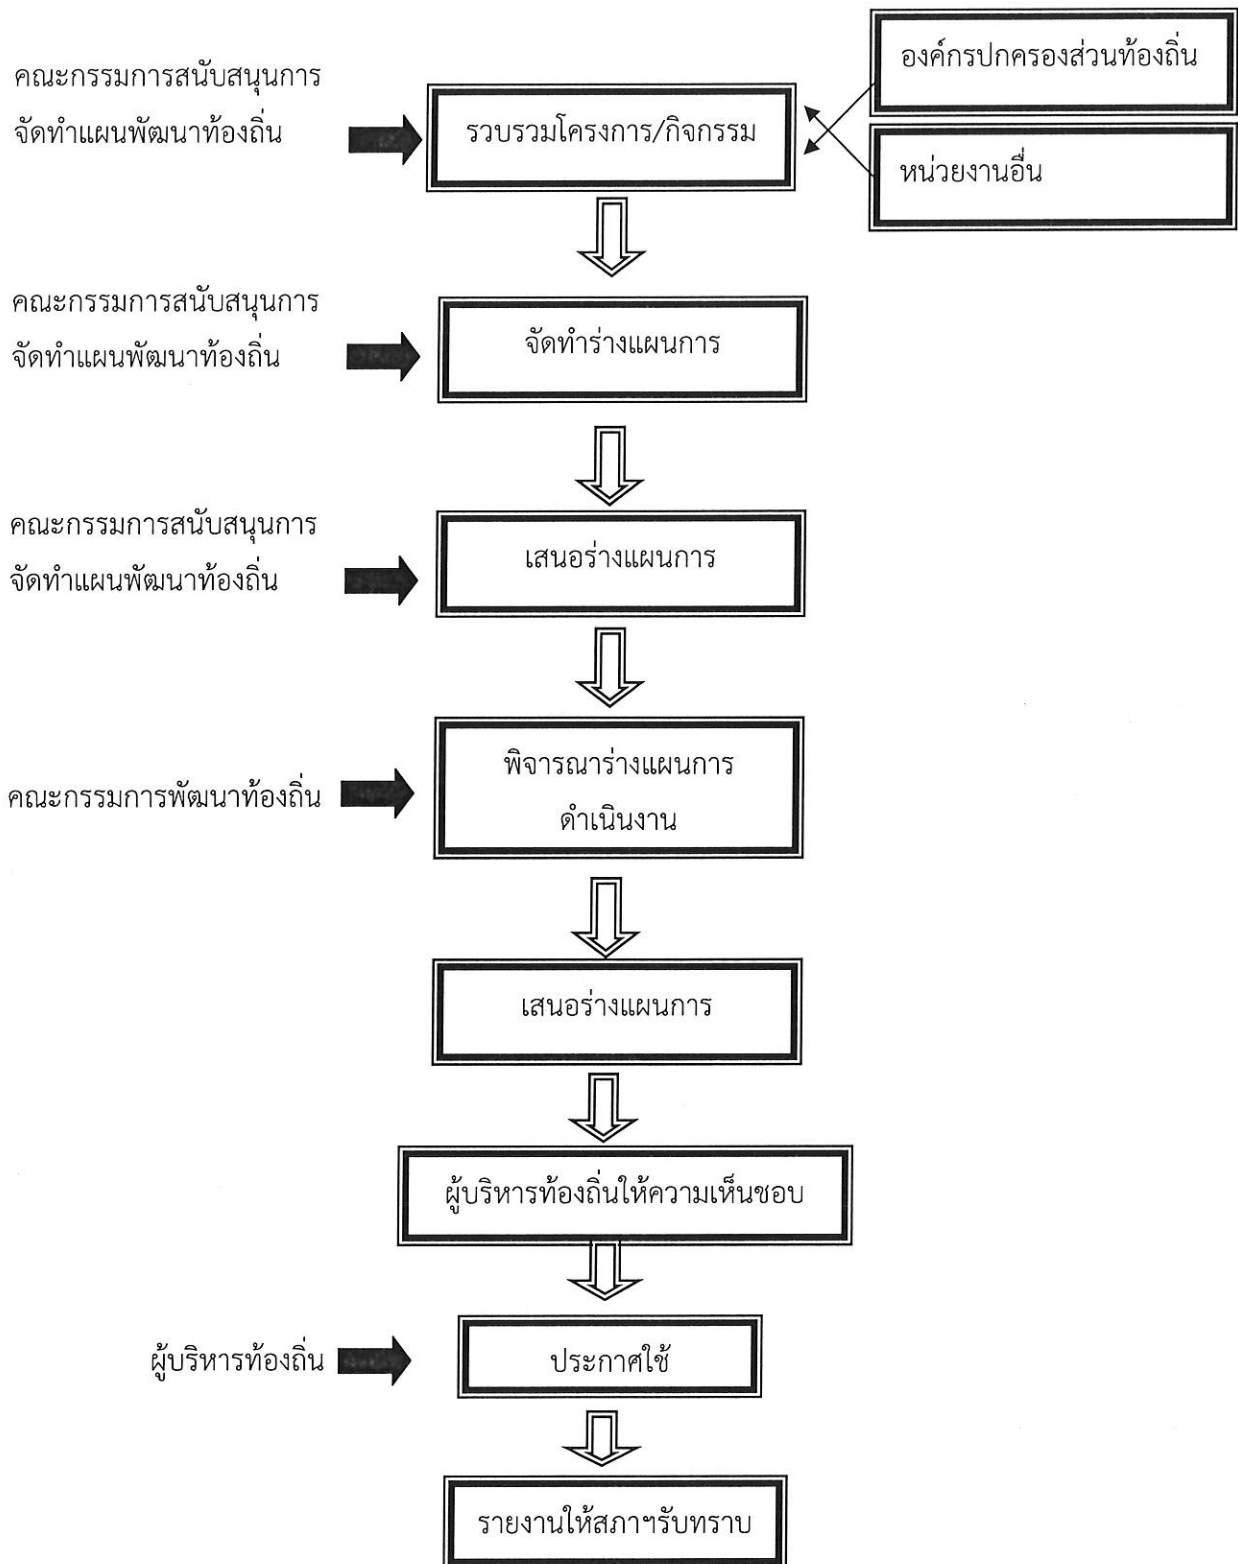 องค์กรปกครองส่วนท้องถิ่น
คณะกรรมการสนับสนุนการ
จัดทำแผนพัฒนาท้องถิ่น
รวบรวมโครงการ/กิจกรรม
หน่วยงานอื่น
คณะกรรมการสนับสนุนการ
จัดทำแผนพัฒนาท้องถิ่น
จัดทำร่างแผนการ
คณะกรรมการสนับสนุนการ
จัดทำแผนพัฒนาท้องถิ่น
เสนอร่างแผนการ
คณะกรรมการพัฒนาท้องถิ่น
พิจารณาร่างแผนการ
ดำเนินงาน
เสนอร่างแผนการ
ผู้บริหารท้องถิ่นให้ความเห็นชอบ
ผู้บริหารท้องถิ่น
ประกาศใช้
รายงานให้สภาฯรับทราบ